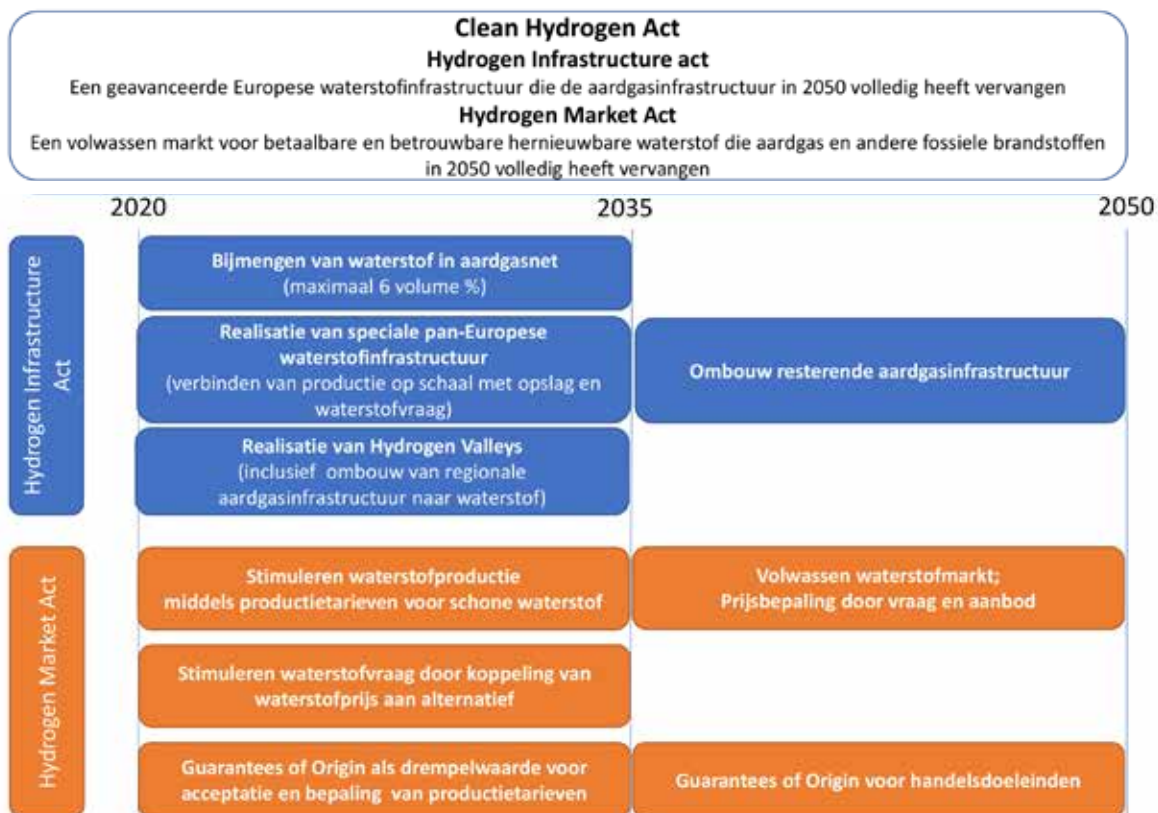 Clean Hydrogen Act
Hydrogen Infrastructure act
Een geavanceerde Europese waterstofinfrastructuur die de aardgasinfrastructuur in 2050 volledig heeft vervangen
Hydrogen Market Act
Een volwassen markt voor betaalbare en betrouwbare hernieuwbare waterstof die aardgas en andere fossiele brandstoffen
in 2050 volledig heeft vervangen
2020
2035
2050
Hydrogen Infrastructure
Act
Bijmengen van waterstof in aardgasnet
(maximaal 6 volume %)
Realisatie van speciale pan-Europese
waterstofinfrastructuur
(verbinden van productie op schaal met opslag en
waterstofvraag)
Ombouw resterende aardgasinfrastructuur
Realisatie van Hydrogen Valleys
(inclusief ombouw van regionale
aardgasinfrastructuur naar waterstof)
Hydrogen Market Act
Stimuleren waterstofproductie
middels productietarieven voor schone waterstof
Volwassen waterstofmarkt;
Prijsbepaling door vraag en aanbod
Stimuleren waterstofvraag door koppeling van
waterstofprijs aan alternatief
Guarantees of Origin als drempelwaarde voor
acceptatie en bepaling van productietarieven
Guarantees of Origin voor handelsdoeleinden